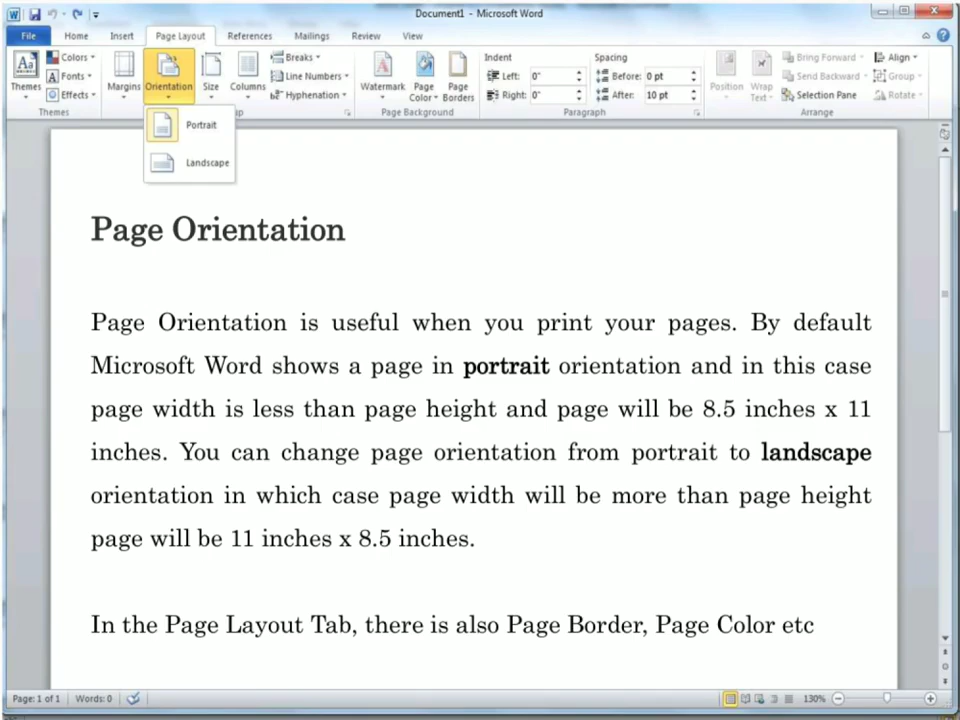 Document1 - Microsoft Word
File Home Insert Page Layout References Mailings Review View
Colors Breaks Indent Spacing Bring Forward Align
Fonts Line Numbers Left: 0" Before: 0 pt Send Backward Group
Themes Margins Orientation Size Columns Watermark Page Color Page Borders Position Wrap Text
Effects Hyphenation Right: 0" After: 10 pt Selection Pane Rotate
Themes up Page Background Paragraph Arrange
Portrait
Landscape
Page Orientation
Page Orientation is useful when you print your pages. By default
Microsoft Word shows a page in portrait orientation and in this case
page width is less than page height and page will be 8.5 inches x 11
inches. You can change page orientation from portrait to landscape
orientation in which case page width will be more than page height
page will be 11 inches x 8.5 inches.
In the Page Layout Tab, there is also Page Border, Page Color etc
Page: 1 of 1 Words: 0 130%